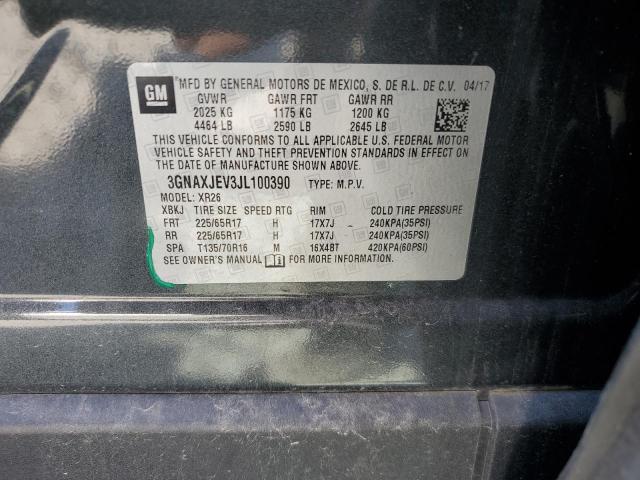 GM MFD BY GENERAL MOTORS DE MEXICO, S. DE R.L. DE C.V. 04/17
GVWR GAWR FRT GAWR RR
2025 KG 1175 KG 1200 KG
4464 LB 2590 LB 2645 LB
THIS VEHICLE CONFORMS TO ALL APPLICABLE U.S. FEDERAL MOTOR
VEHICLE SAFETY AND THEFT PREVENTION STANDARDS IN EFFECT ON
THE DATE OF MANUFACTURE SHOWN ABOVE.
3GNAXJEV3JL100390 TYPE: M.P.V.
MODEL: XR26
XBKJ TIRE SIZE SPEED RTG RIM COLD TIRE PRESSURE
FRT 225/65R17 H 17X7J 240KPA(35PSI)
RR 225/65R17 H 17X7J 240KPA(35PSI)
SPA T135/70R16 M 16X4BT 420KPA(60PSI)
SEE OWNER'S MANUAL FOR MORE INFORMATION.